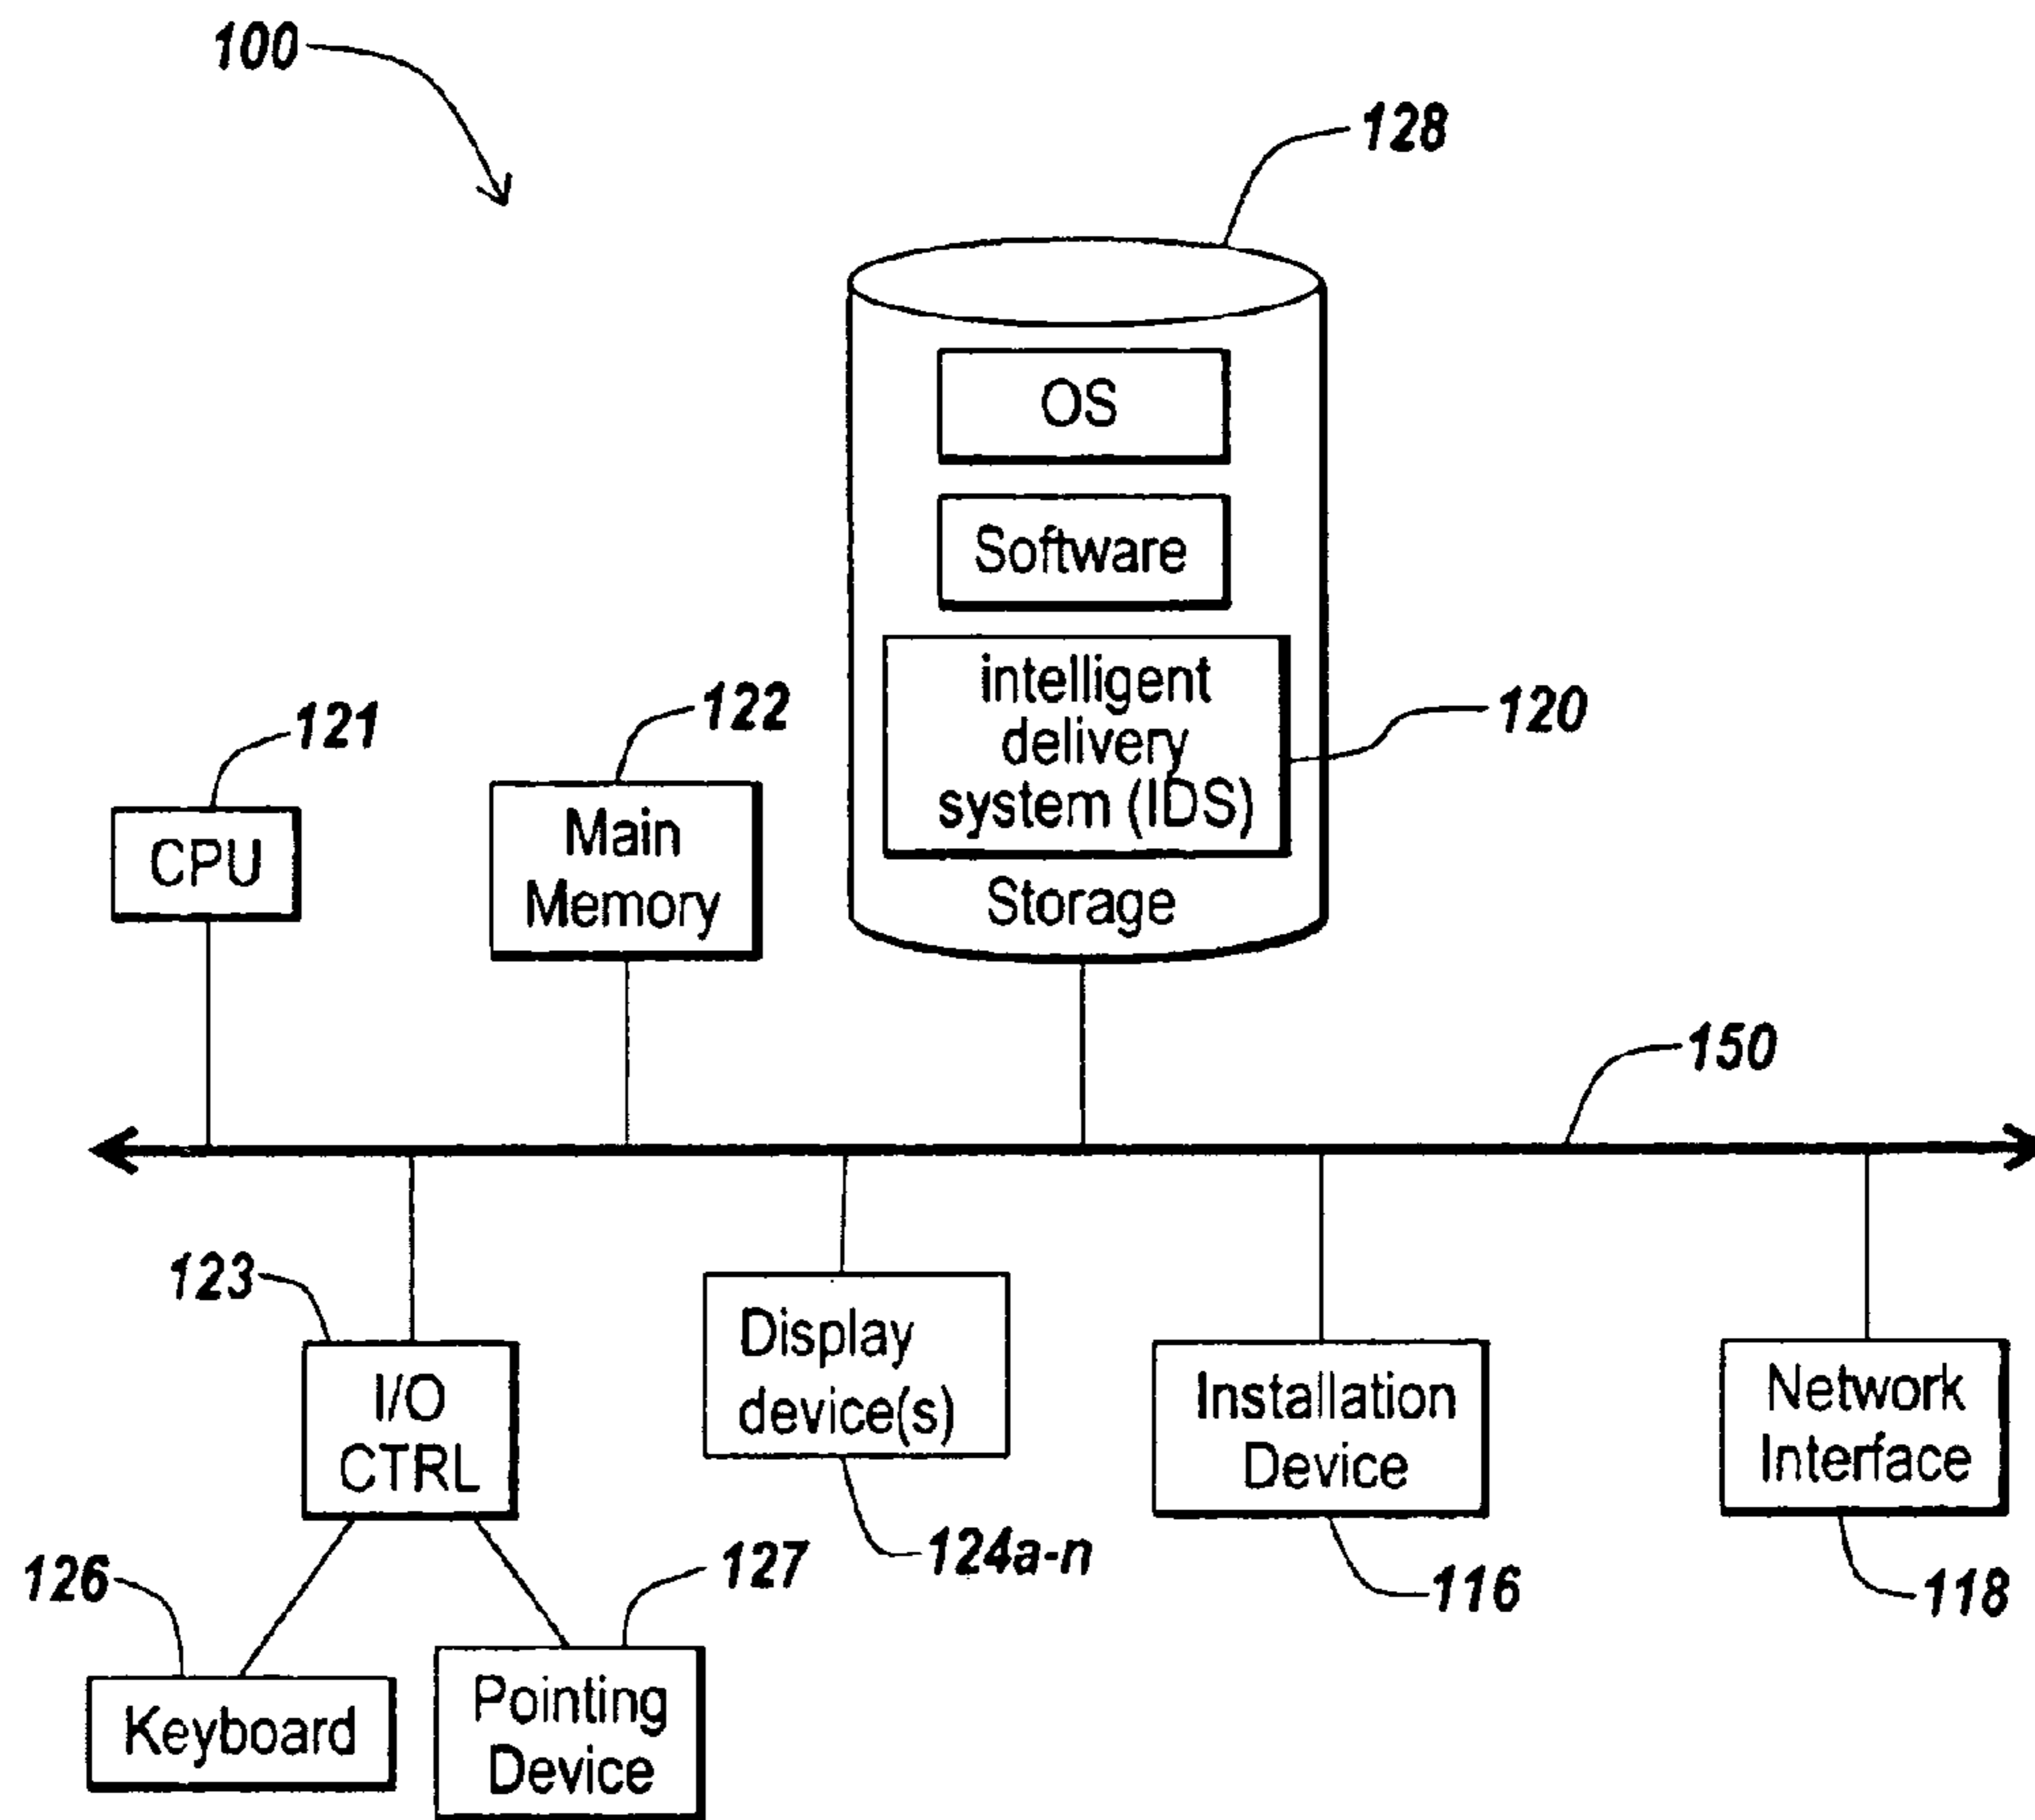 100
128
OS
Software
intelligent
delivery
system (IDS)
120
Storage
121
CPU
122
Main
Memory
150
123
I/O
CTRL
Display
device(s)
124a-n
Installation
Device
116
Network
Interface
118
126
Keyboard
127
Pointing
Device